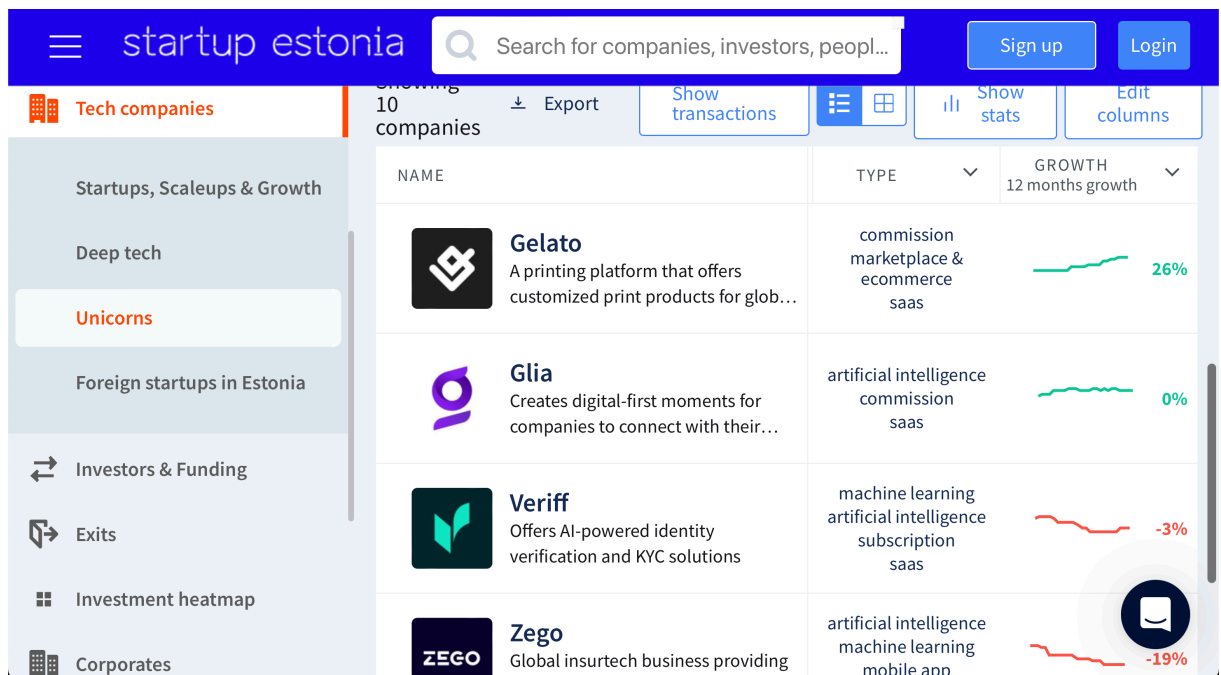 startup estonia
Search for companies, investors, peopl...
Sign up
Login
Tech companies
Startups, Scaleups & Growth
Deep tech
Unicorns
Foreign startups in Estonia
Investors & Funding
Exits
Investment heatmap
Corporates
Showing
10
companies
Export
Show
transactions
Show
stats
Edit
columns
NAME
TYPE
GROWTH
12 months growth
Gelato
A printing platform that offers
customized print products for glob...
commission
marketplace &
ecommerce
saas
26%
Glia
Creates digital-first moments for
companies to connect with their...
artificial intelligence
commission
saas
0%
Veriff
Offers AI-powered identity
verification and KYC solutions
machine learning
artificial intelligence
subscription
saas
-3%
ZEGO
Zego
Global insurtech business providing
artificial intelligence
machine learning
mobile app
-19%